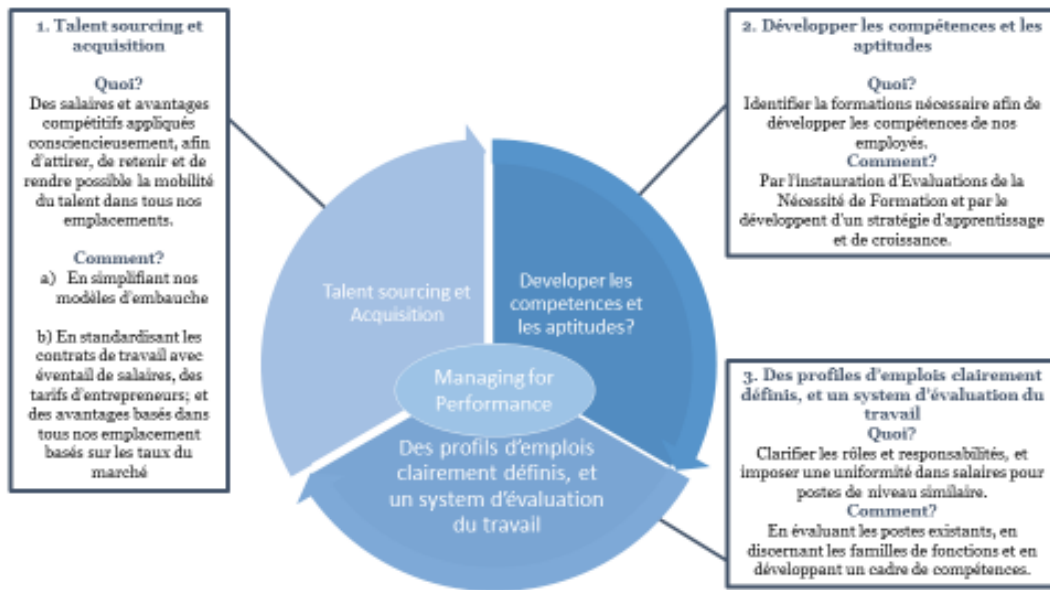 1. Talent sourcing et
acquisition
Quoi?
Des salaires et avantages
compétitifs appliqués
consciencieusement, afin
d'attirer, de retenir et de
rendre possible la mobilité
du talent dans tous nos
emplacements.
Comment?
a) En simplifiant nos
modèles d'embauche
b) En standardisant les
contrats de travail avec
éventail de salaires, des
tarifs d'entrepreneurs; et
des avantages basés dans
tous nos emplacement
basés sur les taux du
marché
Talent sourcing et
Acquisition
Developer les
competences et
les aptitudes?
Managing for
Performance
Des profils d'emplois
clairement définis, et
un system d'évaluation
du travail
2. Développer les compétences et les
aptitudes
Quoi?
Identifier la formations nécessaire afin de
développer les compétences de nos
employés.
Comment?
Par l'instauration d'Evaluations de la
Nécessité de Formation et par le
développent d'un stratégie d'apprentissage
et de croissance.
3. Des profiles d'emplois clairement
définis, et un system d'évaluation du
travail
Quoi?
Clarifier les rôles et responsabilités, et
imposer une uniformité dans salaires pour
postes de niveau similaire.
Comment?
En évaluant les postes existants, en
discernant les familles de fonctions et en
développant un cadre de compétences.